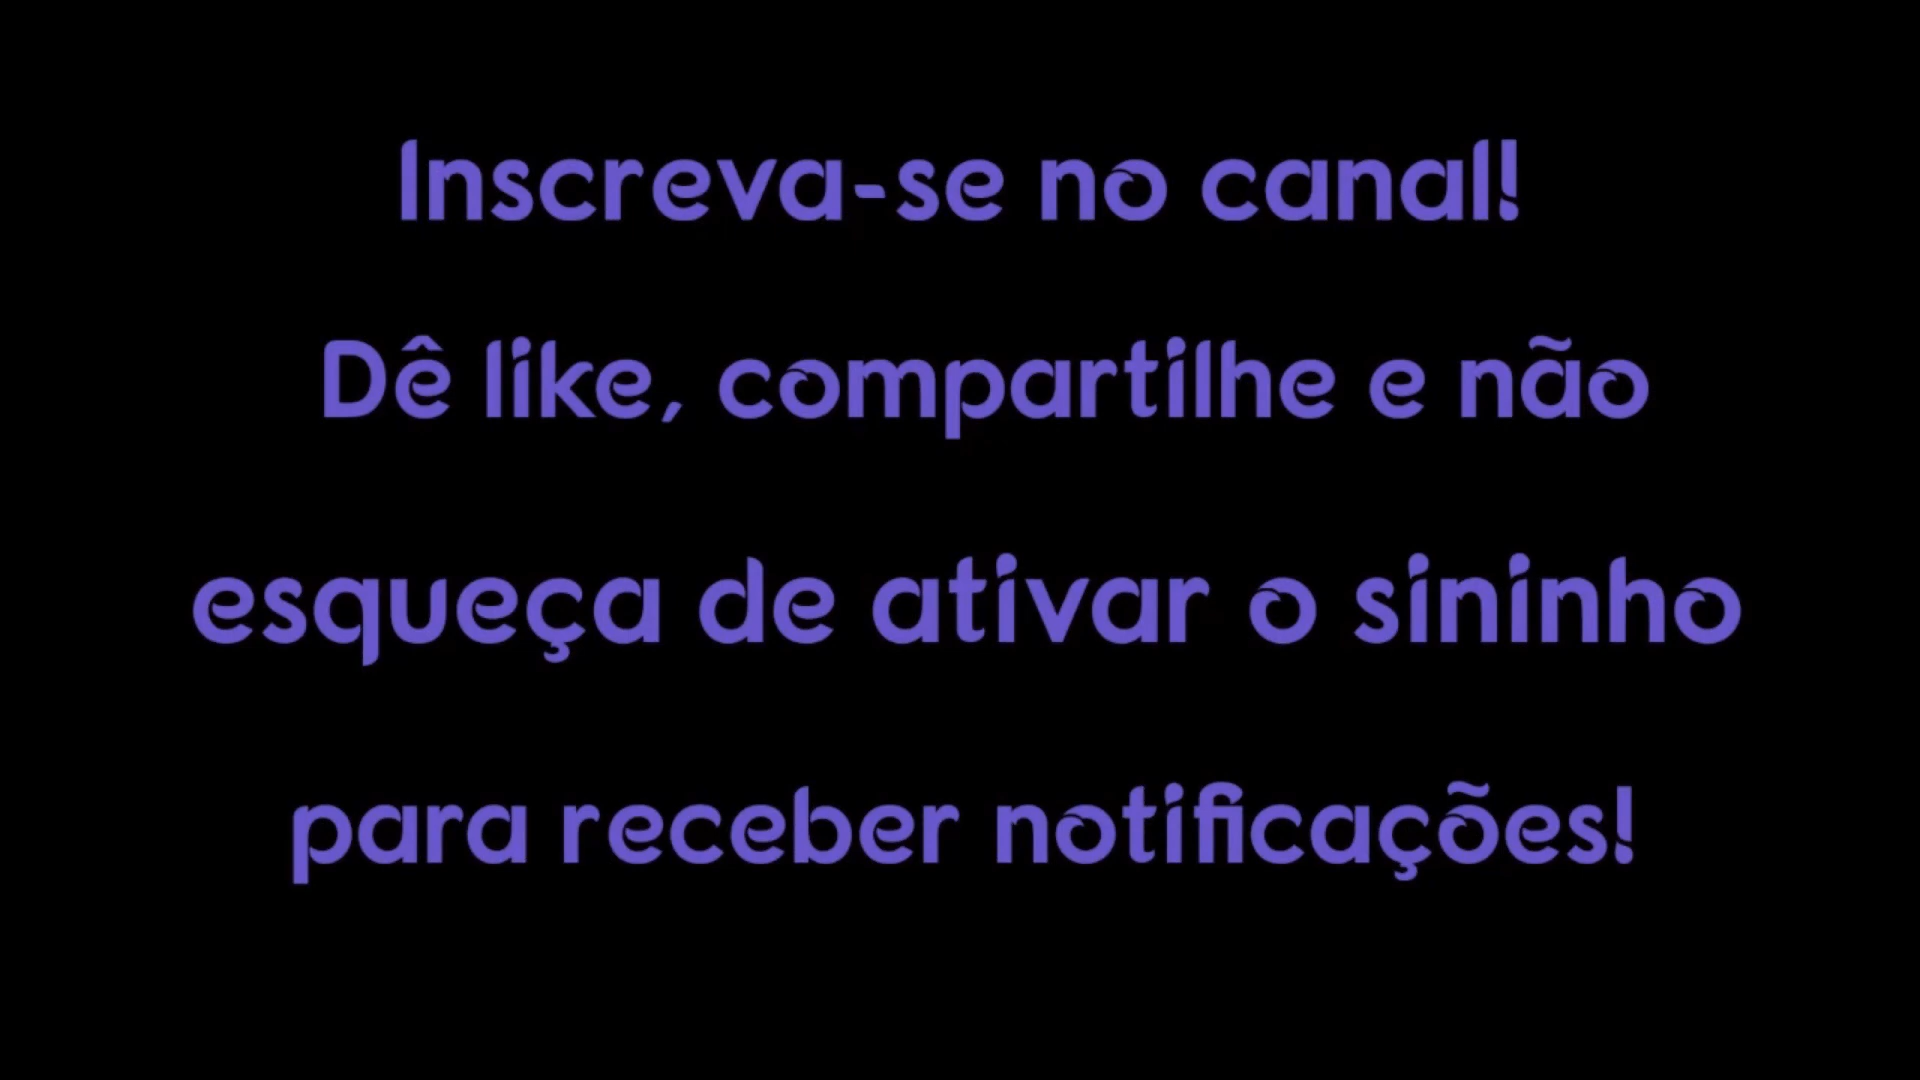 Inscreva-se no canal!
Dê like, compartilhe e não
esqueça de ativar o sininho
para receber notificações!